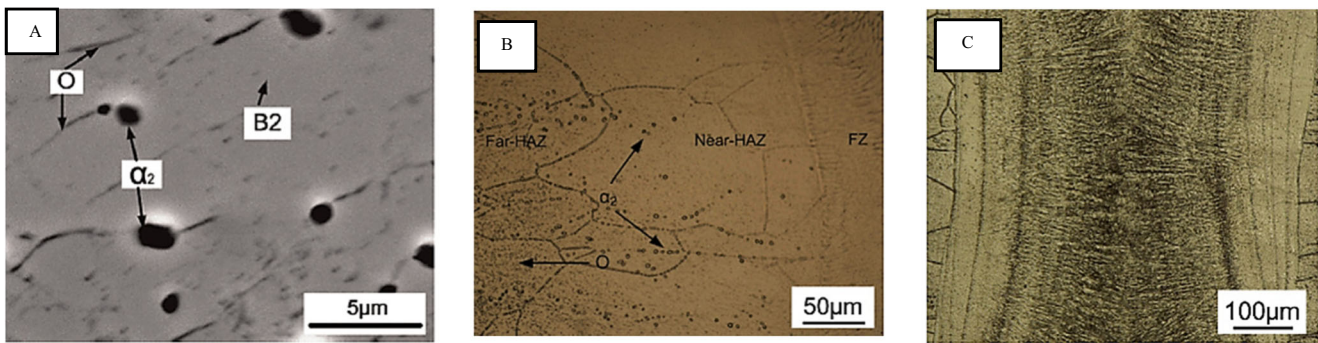 A
O
B2
α₂
5μm
B
Far-HAZ
Near-HAZ
FZ
α₂
O
50μm
C
100μm